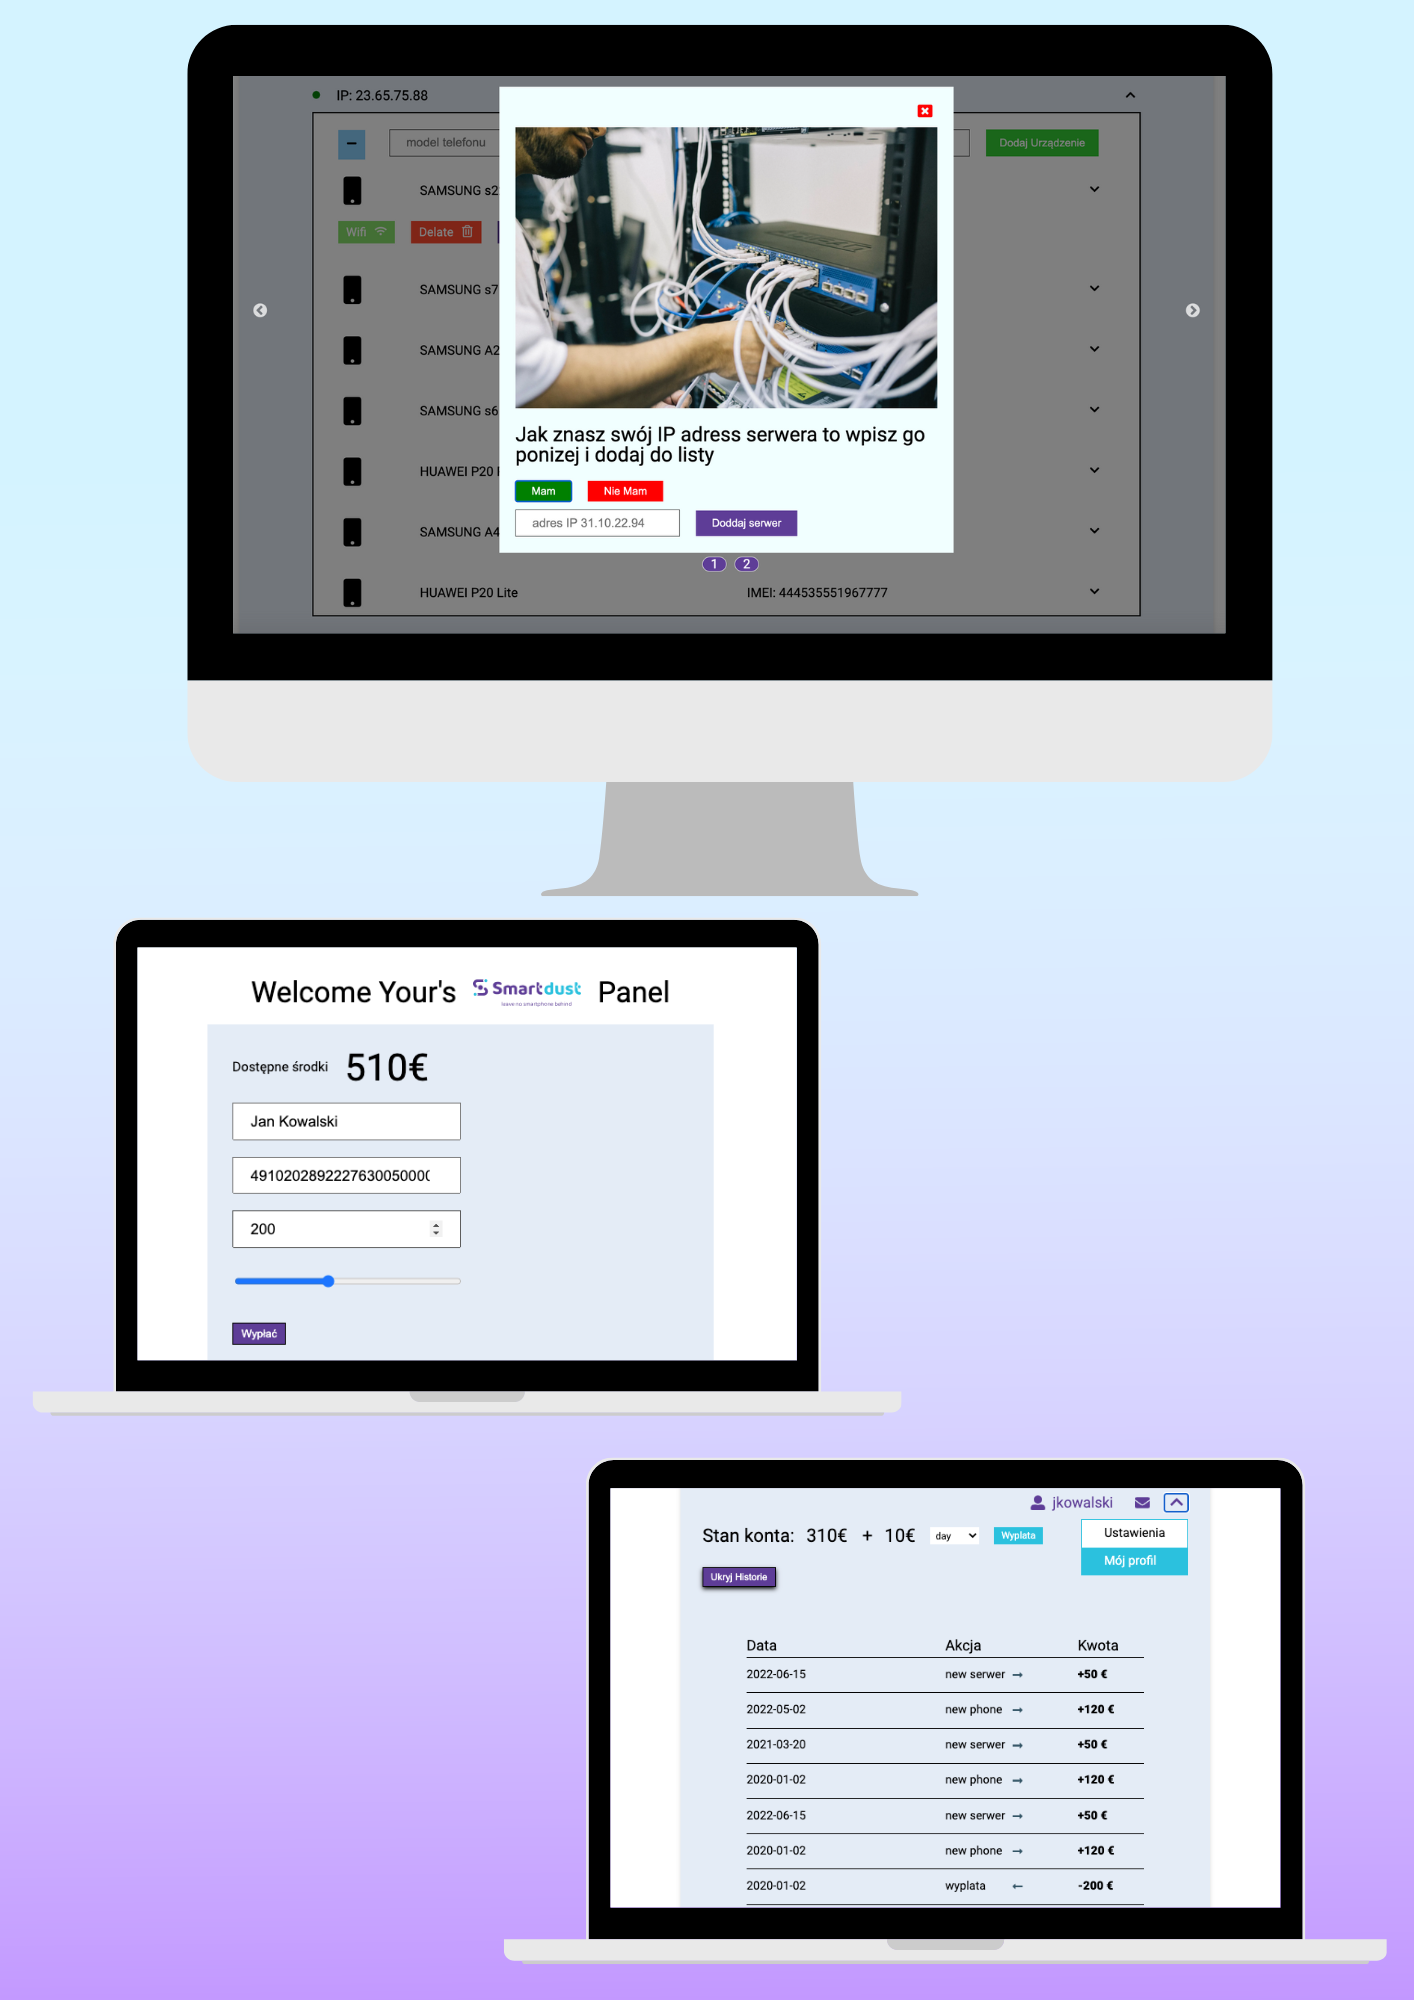 IP: 23.65.75.88
model telefonu
Dodaj Urządzenie
SAMSUNG
Wifi
Delate
SAMSUNG s7
SAMSUNG
SAMSUNG s6
HUAWEI P20
SAMSUNG
HUAWEI P20 Lite
IMEI: 444535551967777
Jak znasz swój IP adress serwera to wpisz go
ponizej i dodaj do listy
Mam
Nie Mam
adres IP 31.10.22.94
Doddaj serwer
1 2
Welcome Your's Smartdust Panel
leave no smartphone behind
Dostępne środki 510€
Jan Kowalski
4910202892227630050000
200
Wypłać
jkowalski
Stan konta: 310€ + 10€ day Wyplata
Ustawienia
Mój profil
Ukryj Historie
Data Akcja Kwota
2022-06-15 new serwer → +50 €
2022-05-02 new phone → +120 €
2021-03-20 new serwer → +50 €
2020-01-02 new phone → +120 €
2022-06-15 new serwer → +50 €
2020-01-02 new phone → +120 €
2020-01-02 wyplata ← -200 €